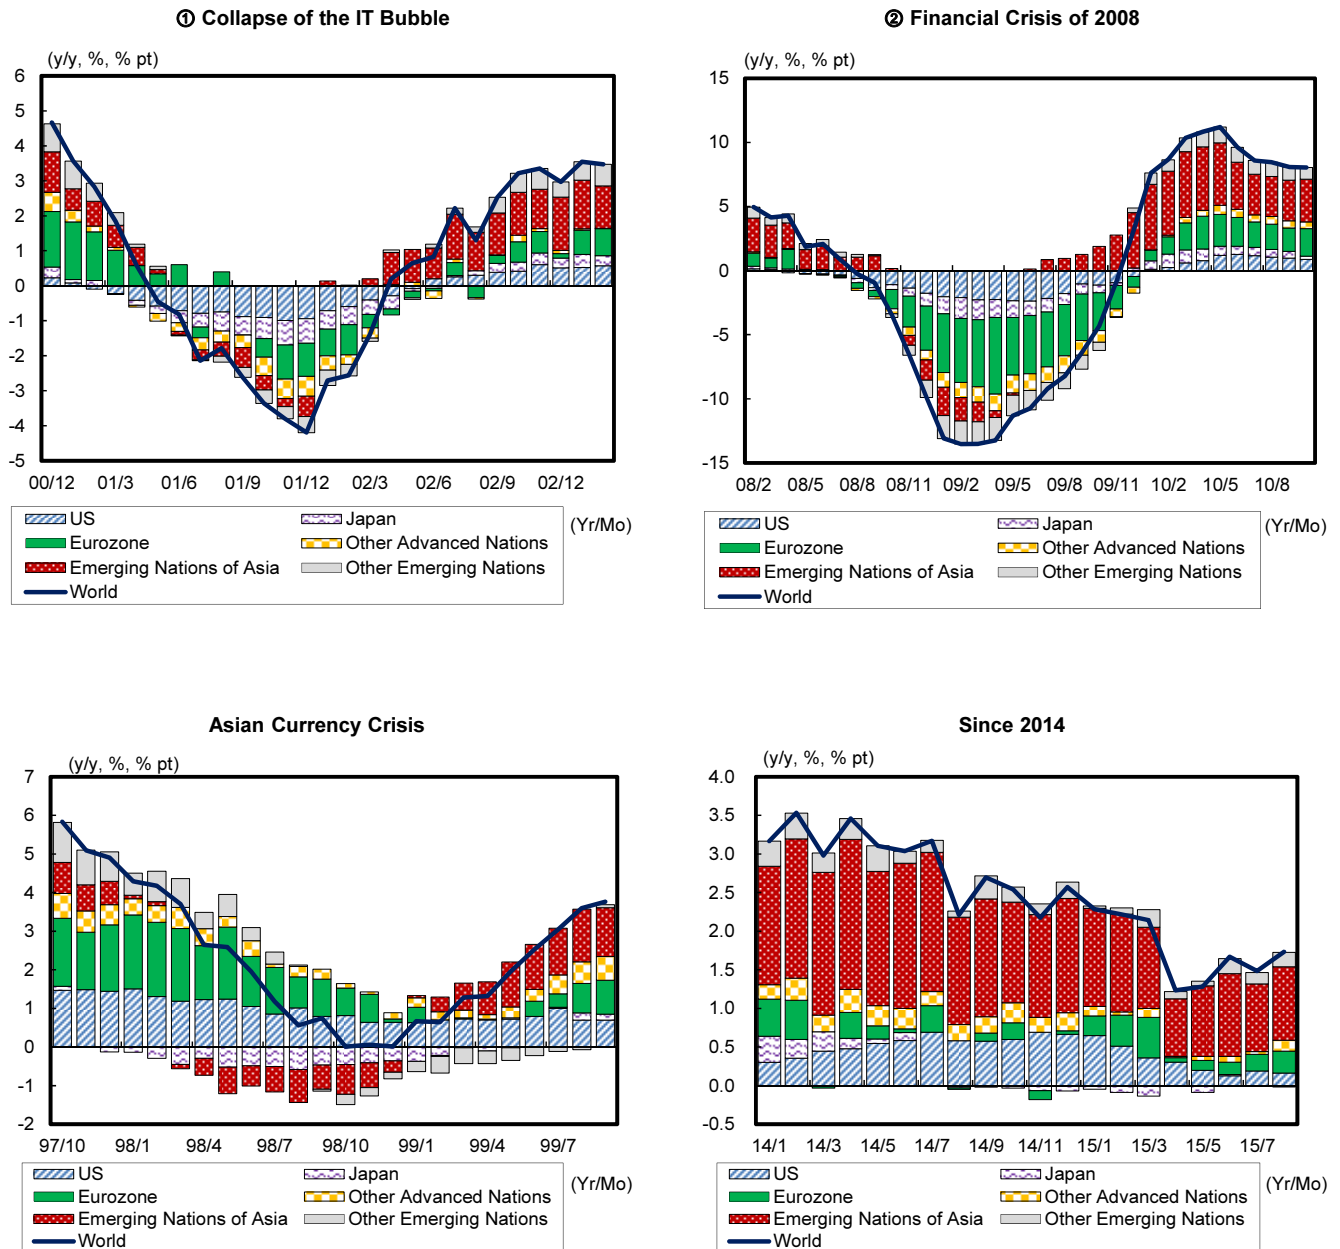 ① Collapse of the IT Bubble
(y/y, %, % pt)
6
5
4
3
2
1
0
-1
-2
-3
-4
-5
00/12 01/3 01/6 01/9 01/12 02/3 02/6 02/9 02/12
(Yr/Mo)
US Japan
Eurozone Other Advanced Nations
Emerging Nations of Asia Other Emerging Nations
World
② Financial Crisis of 2008
(y/y, %, % pt)
15
10
5
0
-5
-10
-15
08/2 08/5 08/8 08/11 09/2 09/5 09/8 09/11 10/2 10/5 10/8
(Yr/Mo)
US Japan
Eurozone Other Advanced Nations
Emerging Nations of Asia Other Emerging Nations
World
Asian Currency Crisis
(y/y, %, % pt)
7
6
5
4
3
2
1
0
-1
-2
97/10 98/1 98/4 98/7 98/10 99/1 99/4 99/7
(Yr/Mo)
US Japan
Eurozone Other Advanced Nations
Emerging Nations of Asia Other Emerging Nations
World
Since 2014
(y/y, %, % pt)
4.0
3.5
3.0
2.5
2.0
1.5
1.0
0.5
0.0
-0.5
14/1 14/3 14/5 14/7 14/9 14/11 15/1 15/3 15/5 15/7
(Yr/Mo)
US Japan
Eurozone Other Advanced Nations
Emerging Nations of Asia Other Emerging Nations
World